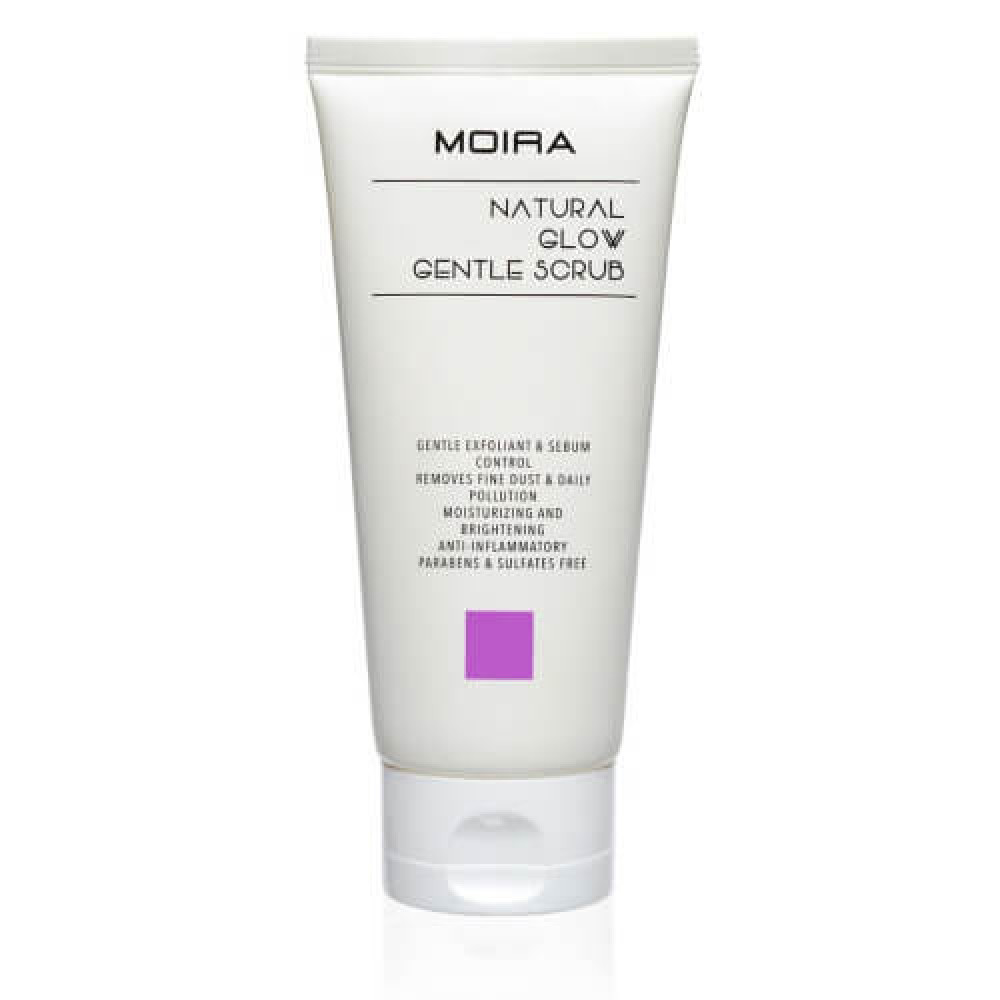 MOIRA
NATURAL
GLOW
GENTLE SCRUB
GENTLE EXFOLIANT & SEBUM
CONTROL
REMOVES FINE DUST & DAILY
POLLUTION
MOISTURIZING AND
BRIGHTENING
ANTI-INFLAMMATORY
PARABENS & SULFATES FREE